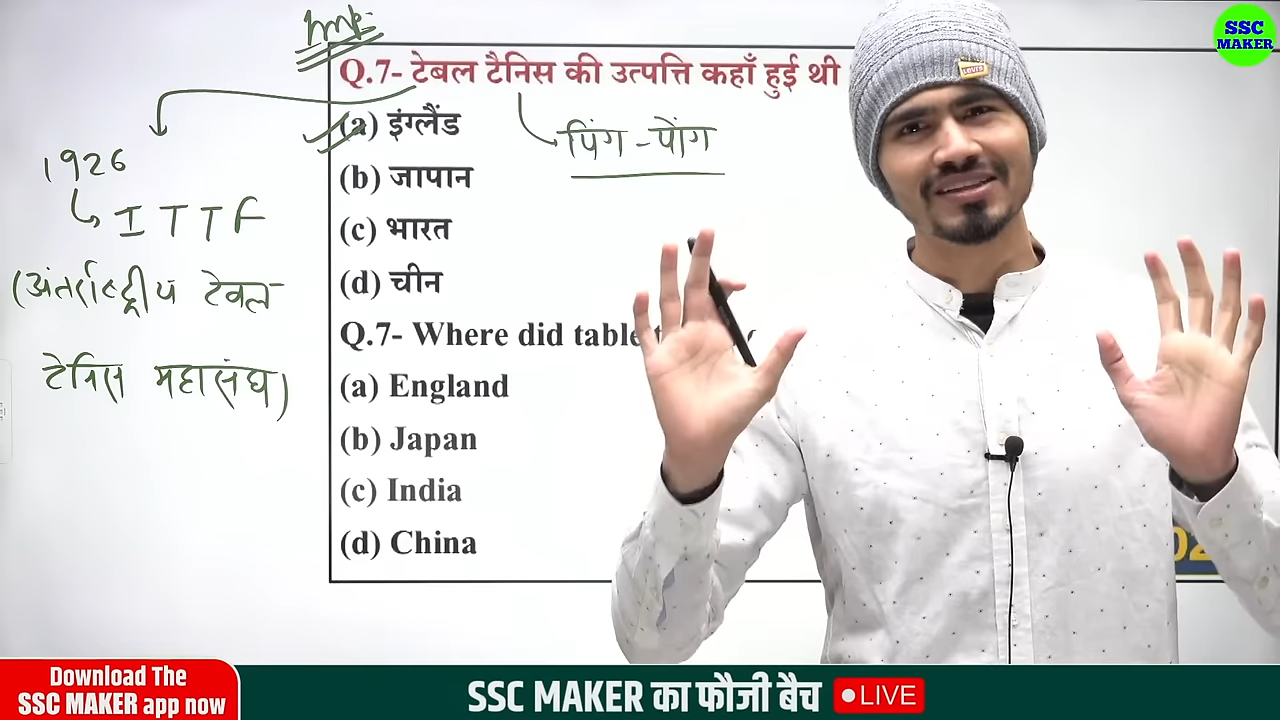 Imp.
Q.7- टेबल टैनिस की उत्पत्ति कहाँ हुई थी
(a) इंग्लैंड
(b) जापान
(c) भारत
(d) चीन
Q.7- Where did table
(a) England
(b) Japan
(c) India
(d) China
पिंग-पोंग
1926
ITTF
(अंतर्राष्ट्रीय टेबल
टेनिस महासंघ)
SSC
MAKER
LIVE
Download The
SSC MAKER app now
SSC MAKER का फौजी बैच